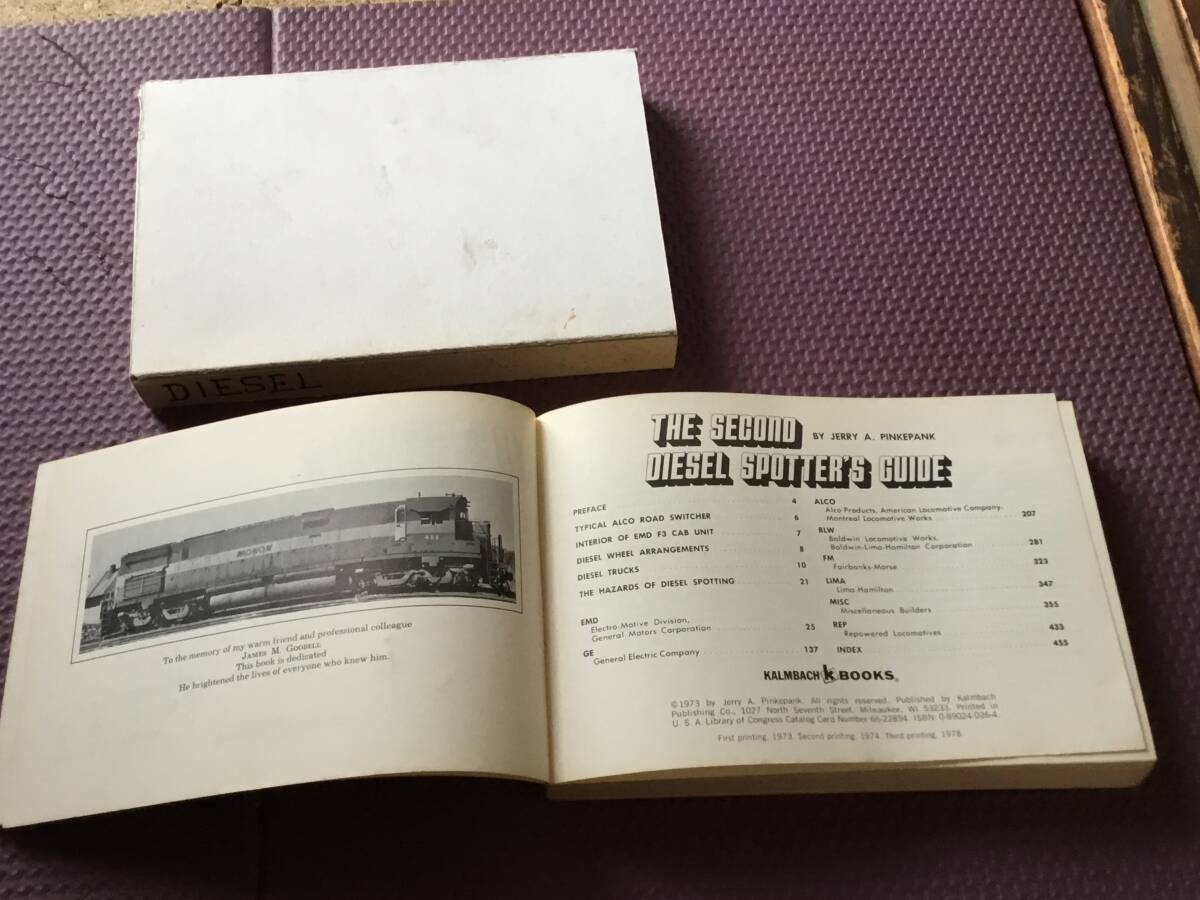 DIESEL
MONON
To the memory of my warm friend and professional colleague
JAMES M. GOODELL
This book is dedicated
He brightened the lives of everyone who knew him.
THE SECOND
BY JERRY A. PINKEPANK
DIESEL SPOTTER'S GUIDE
PREFACE 4
TYPICAL ALCO ROAD SWITCHER 6
INTERIOR OF EMD F3 CAB UNIT 7
DIESEL WHEEL ARRANGEMENTS 8
DIESEL TRUCKS 10
THE HAZARDS OF DIESEL SPOTTING 21
EMD
Electro-Motive Division,
General Motors Corporation 25
GE
General Electric Company 137
ALCO
Alco Products, American Locomotive Company,
Montreal Locomotive Works 207
BLW
Baldwin Locomotive Works,
Baldwin-Lima-Hamilton Corporation 281
FM
Fairbanks-Morse 323
LIMA
Lima-Hamilton 347
MISC
Miscellaneous Builders 355
REP
Repowered Locomotives 433
INDEX 455
KALMBACH k BOOKS®
©1973 by Jerry A. Pinkepank. All rights reserved. Published by Kalmbach
Publishing Co., 1027 North Seventh Street, Milwaukee, WI 53233. Printed in
U. S. A. Library of Congress Catalog Card Number 66-22894. ISBN: 0-89024-026-4.
First printing, 1973. Second printing, 1974. Third printing, 1978.